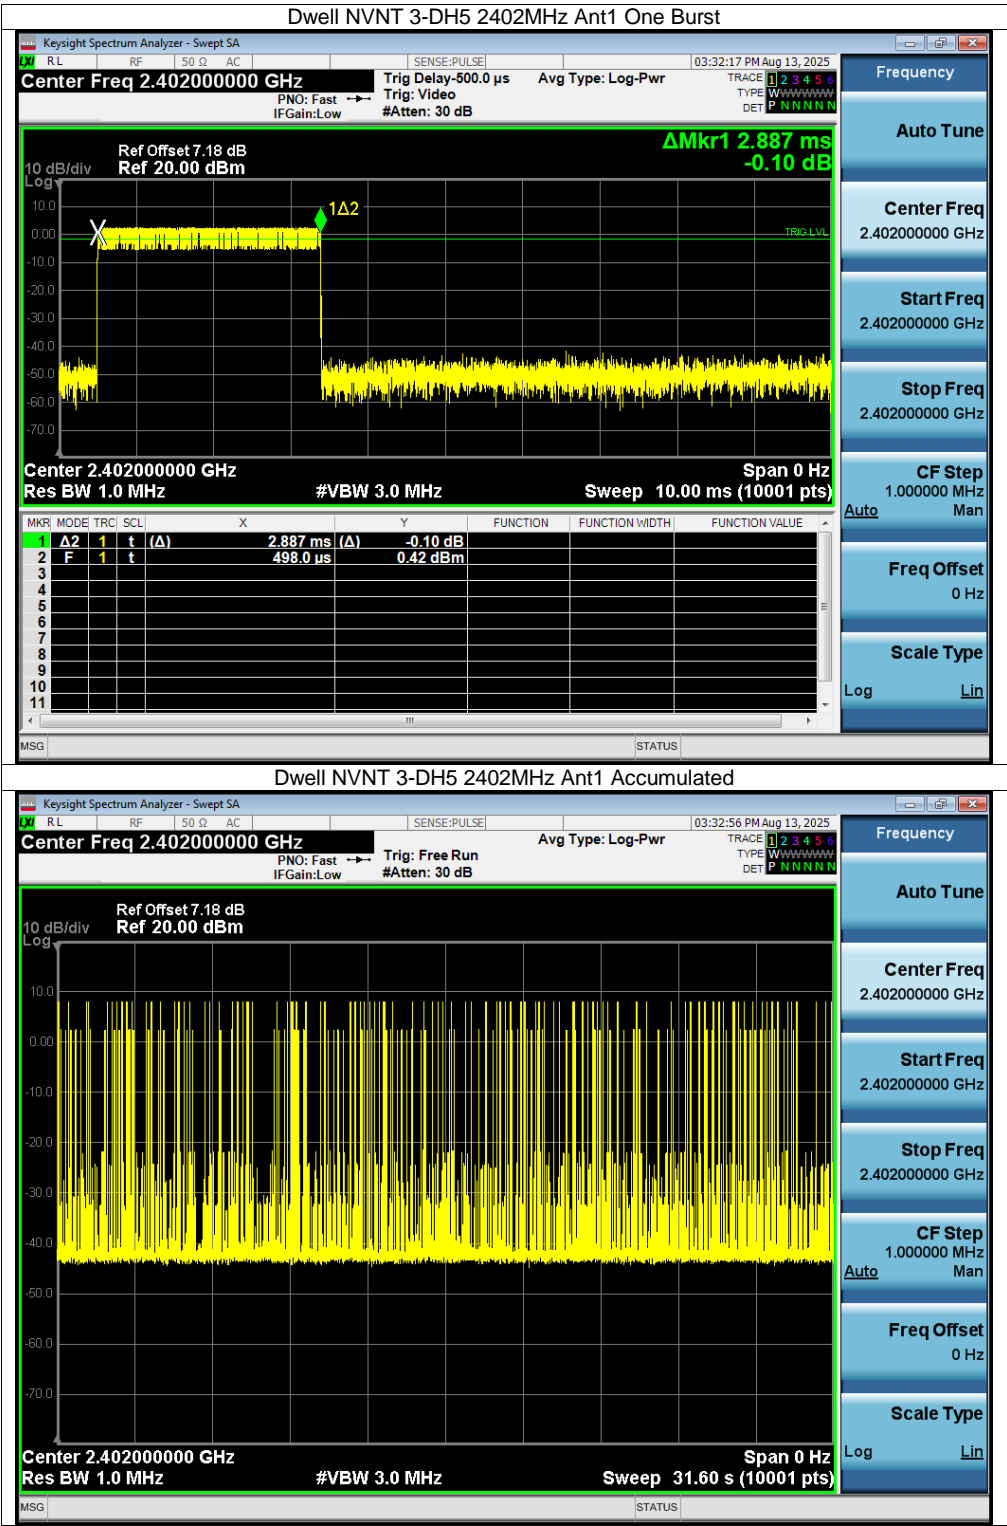 Dwell NVNT 3-DH5 2402MHz Ant1 One Burst
Keysight Spectrum Analyzer - Swept SA
LXI RL RF 50 Ω AC SENSE:PULSE 03:32:17 PM Aug 13, 2025
Center Freq 2.402000000 GHz Trig Delay-500.0 µs Avg Type: Log-Pwr TRACE 1 2 3 4 5 6
PNO: Fast Trig: Video TYPE WWWWWW
IFGain:Low #Atten: 30 dB DET P N N N N N
Frequency
Auto Tune
ΔMkr1 2.887 ms
-0.10 dB
Ref Offset 7.18 dB
10 dB/div Ref 20.00 dBm
Log
10.0
0.00
-10.0
-20.0
-30.0
-40.0
-50.0
-60.0
-70.0
1Δ2
TRIG LVL
Center 2.402000000 GHz Span 0 Hz
Res BW 1.0 MHz #VBW 3.0 MHz Sweep 10.00 ms (10001 pts)
MKR MODE TRC SCL X Y FUNCTION FUNCTION WIDTH FUNCTION VALUE
1 Δ2 1 t (Δ) 2.887 ms (Δ) -0.10 dB
2 F 1 t 498.0 µs 0.42 dBm
3
4
5
6
7
8
9
10
11
MSG STATUS
Center Freq
2.402000000 GHz
Start Freq
2.402000000 GHz
Stop Freq
2.402000000 GHz
CF Step
1.000000 MHz
Auto Man
Freq Offset
0 Hz
Scale Type
Log Lin
Dwell NVNT 3-DH5 2402MHz Ant1 Accumulated
Keysight Spectrum Analyzer - Swept SA
LXI RL RF 50 Ω AC SENSE:PULSE 03:32:56 PM Aug 13, 2025
Center Freq 2.402000000 GHz Avg Type: Log-Pwr TRACE 1 2 3 4 5 6
PNO: Fast Trig: Free Run TYPE WWWWWW
IFGain:Low #Atten: 30 dB DET P N N N N N
Frequency
Auto Tune
Ref Offset 7.18 dB
10 dB/div Ref 20.00 dBm
Log
10.0
0.00
-10.0
-20.0
-30.0
-40.0
-50.0
-60.0
-70.0
Center 2.402000000 GHz Span 0 Hz
Res BW 1.0 MHz #VBW 3.0 MHz Sweep 31.60 s (10001 pts)
MSG STATUS
Center Freq
2.402000000 GHz
Start Freq
2.402000000 GHz
Stop Freq
2.402000000 GHz
CF Step
1.000000 MHz
Auto Man
Freq Offset
0 Hz
Scale Type
Log Lin